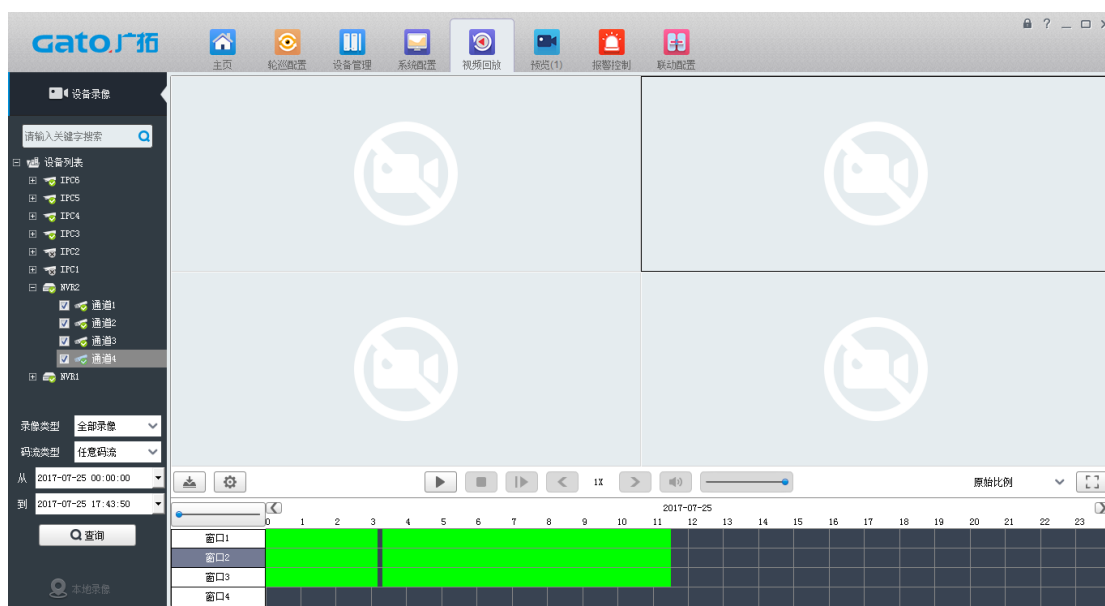 Gato.广拓
主页
轮巡配置
设备管理
系统配置
视频回放
预览(1)
报警控制
联动配置
设备录像
请输入关键字搜索
设备列表
IPC6
IPC5
IPC4
IPC3
IPC2
IPC1
NVR2
通道1
通道2
通道3
通道4
NVR1
录像类型 全部录像
码流类型 任意码流
从 2017-07-25 00:00:00
到 2017-07-25 17:43:50
查询
本地录像
1X
原始比例
2017-07-25
0 1 2 3 4 5 6 7 8 9 10 11 12 13 14 15 16 17 18 19 20 21 22 23
窗口1
窗口2
窗口3
窗口4